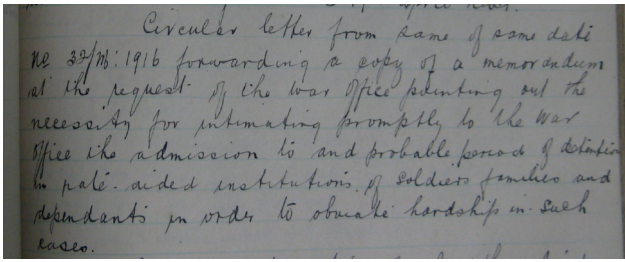 Circular letter from same of same date
No 32/M: 1916 forwarding a copy of a memorandum
at the request of the War Office pointing out the
necessity for intimating promptly to the War
Office the admission to and probable period of detention
in rate-aided institutions of soldiers families and
dependants in order to obviate hardship in such
cases.